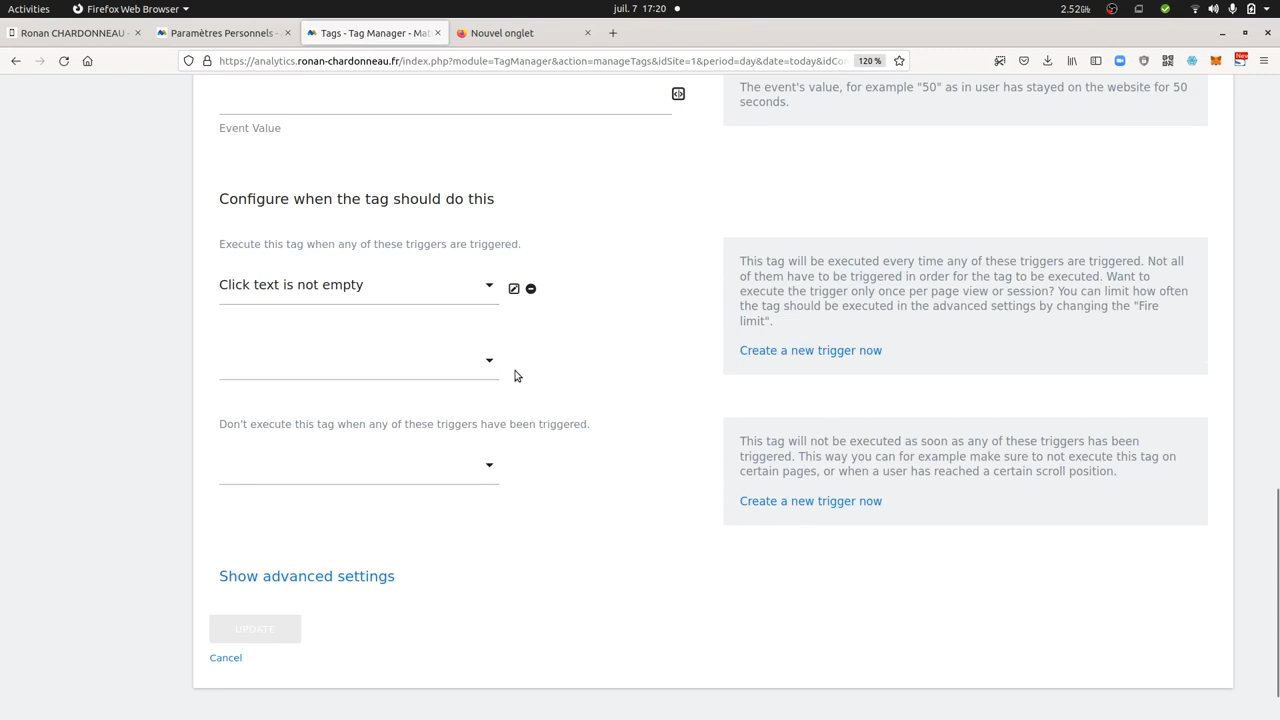 Activities
Firefox Web Browser
juil. 7 17:20
2.52GHz
Ronan CHARDONNEAU -
Paramètres Personnels -
Tags - Tag Manager - Mat
Nouvel onglet
https://analytics.ronan-chardonneau.fr/index.php?module=TagManager&action=manageTags&idSite=1&period=day&date=today&idCo
120 %
New
The event's value, for example "50" as in user has stayed on the website for 50
seconds.
Event Value
Configure when the tag should do this
Execute this tag when any of these triggers are triggered.
Click text is not empty
This tag will be executed every time any of these triggers are triggered. Not all
of them have to be triggered in order for the tag to be executed. Want to
execute the trigger only once per page view or session? You can limit how often
the tag should be executed in the advanced settings by changing the "Fire
limit".
Create a new trigger now
Don't execute this tag when any of these triggers have been triggered.
This tag will not be executed as soon as any of these triggers has been
triggered. This way you can for example make sure to not execute this tag on
certain pages, or when a user has reached a certain scroll position.
Create a new trigger now
Show advanced settings
UPDATE
Cancel